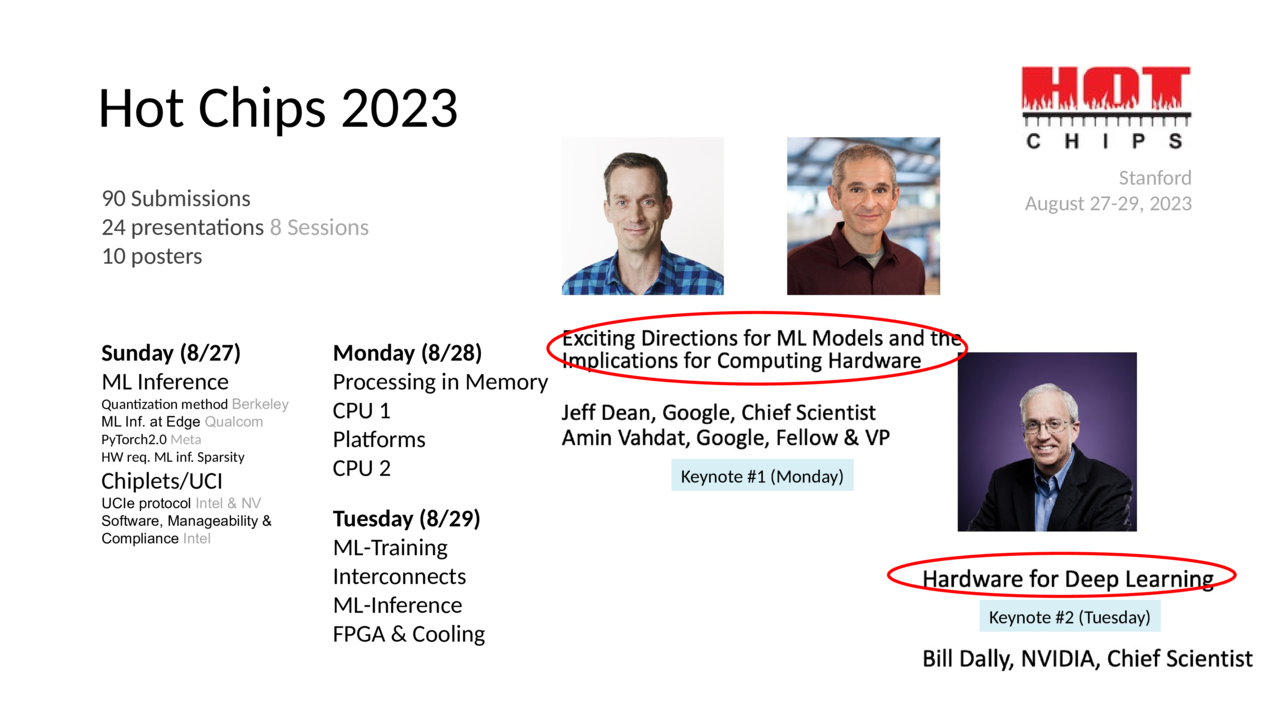 Hot Chips 2023
90 Submissions
24 presentations 8 Sessions
10 posters
HOT
CHIPS
Stanford
August 27-29, 2023
Sunday (8/27)
ML Inference
Quantization method Berkeley
ML Inf. at Edge Qualcom
PyTorch2.0 Meta
HW req. ML inf. Sparsity
Chiplets/UCI
UCIe protocol Intel & NV
Software, Manageability &
Compliance Intel
Monday (8/28)
Processing in Memory
CPU 1
Platforms
CPU 2
Tuesday (8/29)
ML-Training
Interconnects
ML-Inference
FPGA & Cooling
Exciting Directions for ML Models and the
Implications for Computing Hardware
Jeff Dean, Google, Chief Scientist
Amin Vahdat, Google, Fellow & VP
Keynote #1 (Monday)
Hardware for Deep Learning
Keynote #2 (Tuesday)
Bill Dally, NVIDIA, Chief Scientist